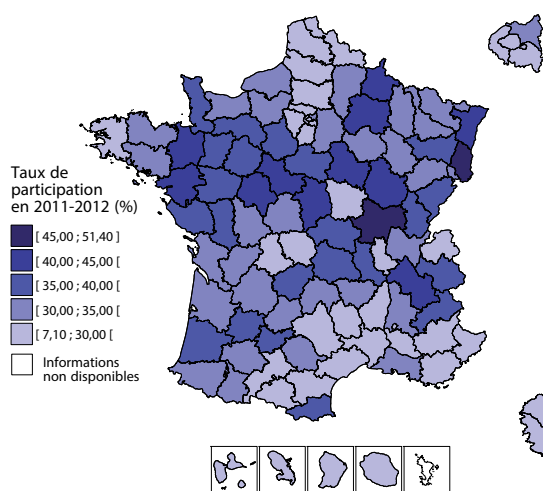 Taux de
participation
en 2011-2012 (%)
[ 45,00 ; 51,40 ]
[ 40,00 ; 45,00 [
[ 35,00 ; 40,00 [
[ 30,00 ; 35,00 [
[ 7,10 ; 30,00 [
Informations
non disponibles